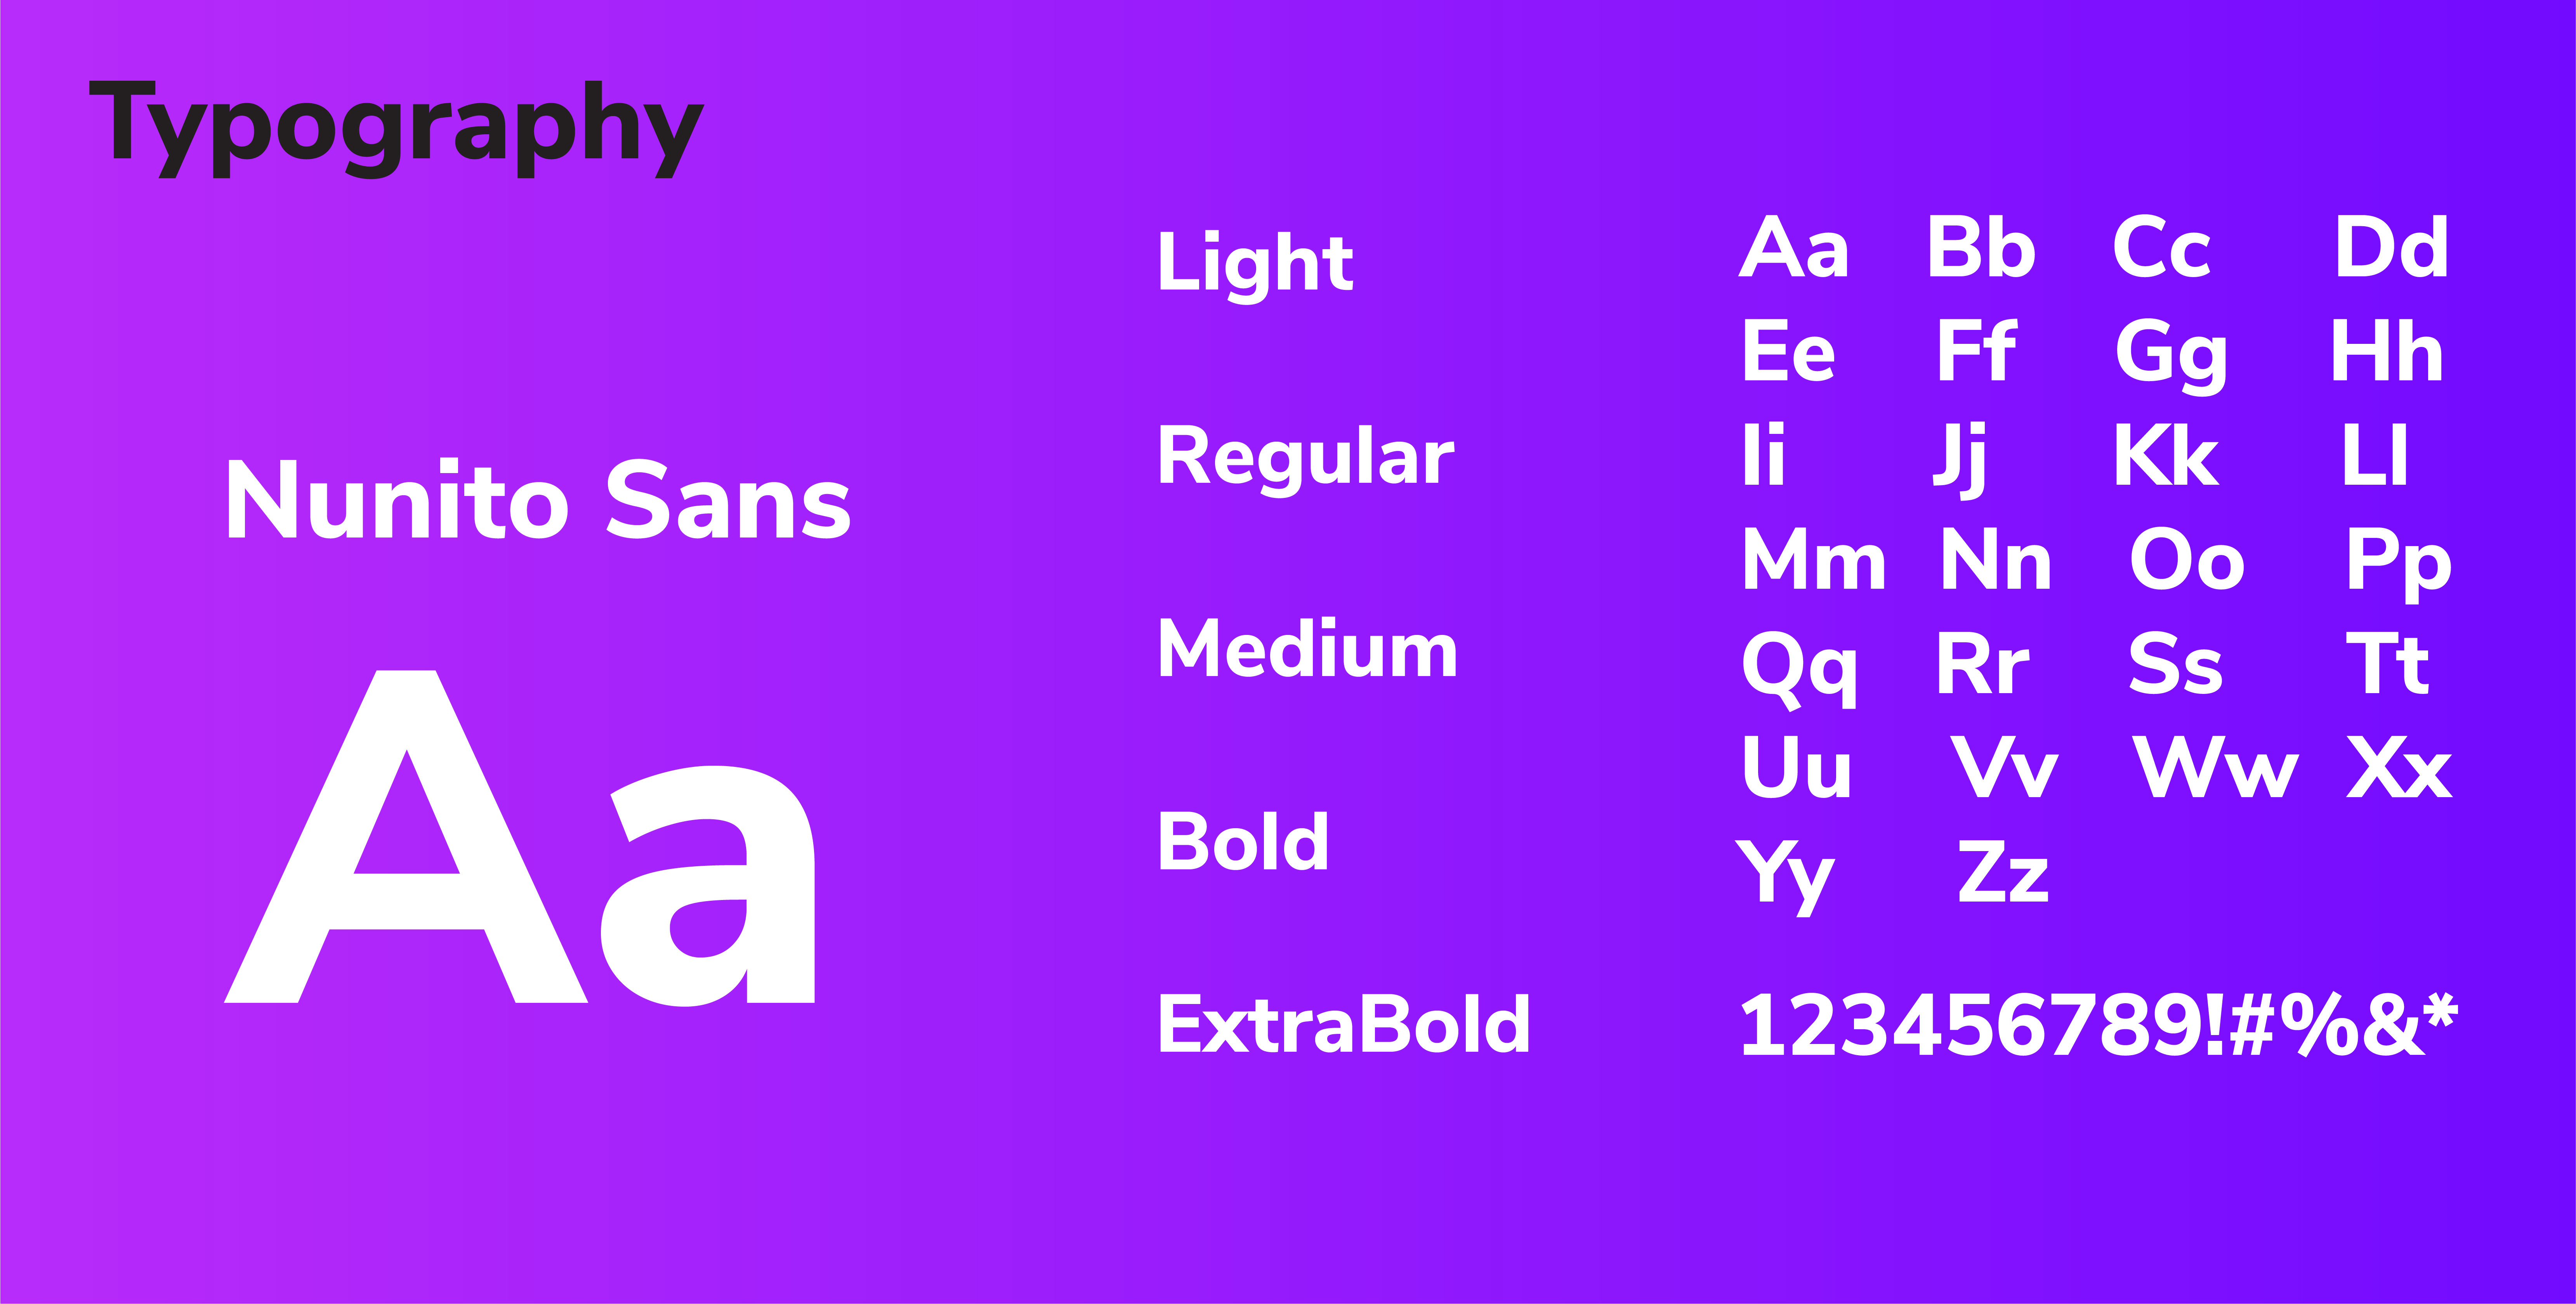 Typography
Nunito Sans
Aa
Light
Regular
Medium
Bold
ExtraBold
Aa Bb Cc Dd
Ee Ff Gg Hh
Ii Jj Kk Ll
Mm Nn Oo Pp
Qq Rr Ss Tt
Uu Vv Ww Xx
Yy Zz
123456789!#%&*